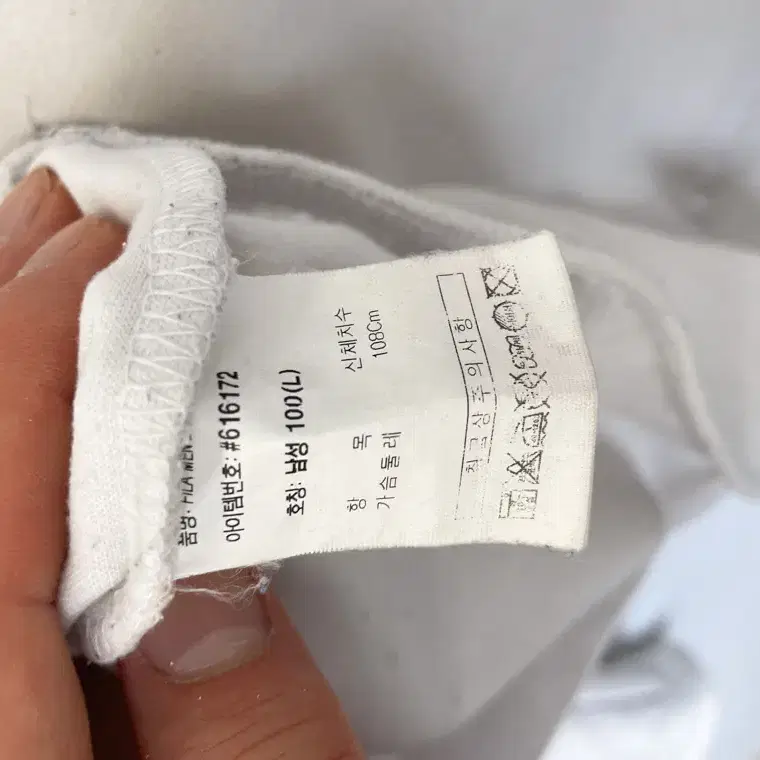 품명: FILA MEN
아이템번호: #616172
호칭: 남성 100(L)
항 목 신체치수
가슴둘레 108Cm
취급상 주의사항